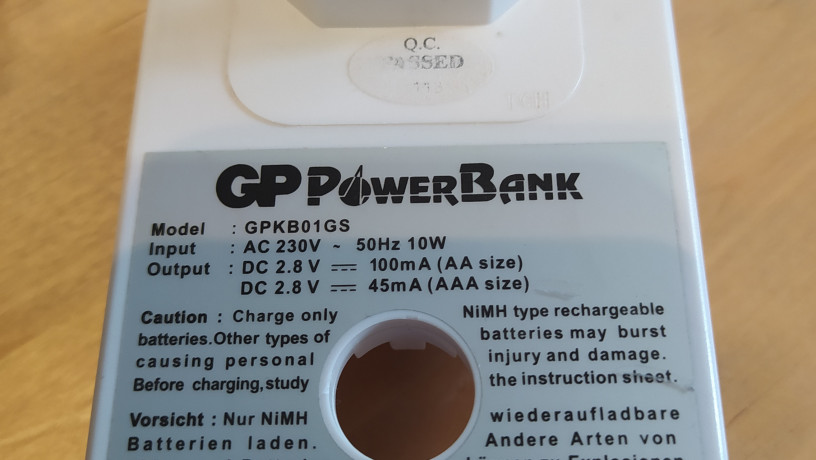 Q.C.
PASSED
GP POWERBANK
Model : GPKB01GS
Input : AC 230V ~ 50Hz 10W
Output : DC 2.8 V ⎓ 100mA (AA size)
DC 2.8 V ⎓ 45mA (AAA size)
Caution : Charge only NiMH type rechargeable
batteries.Other types of batteries may burst
causing personal injury and damage.
Before charging,study the instruction sheet.
Vorsicht : Nur NiMH wiederaufladbare
Batterien laden. Andere Arten von